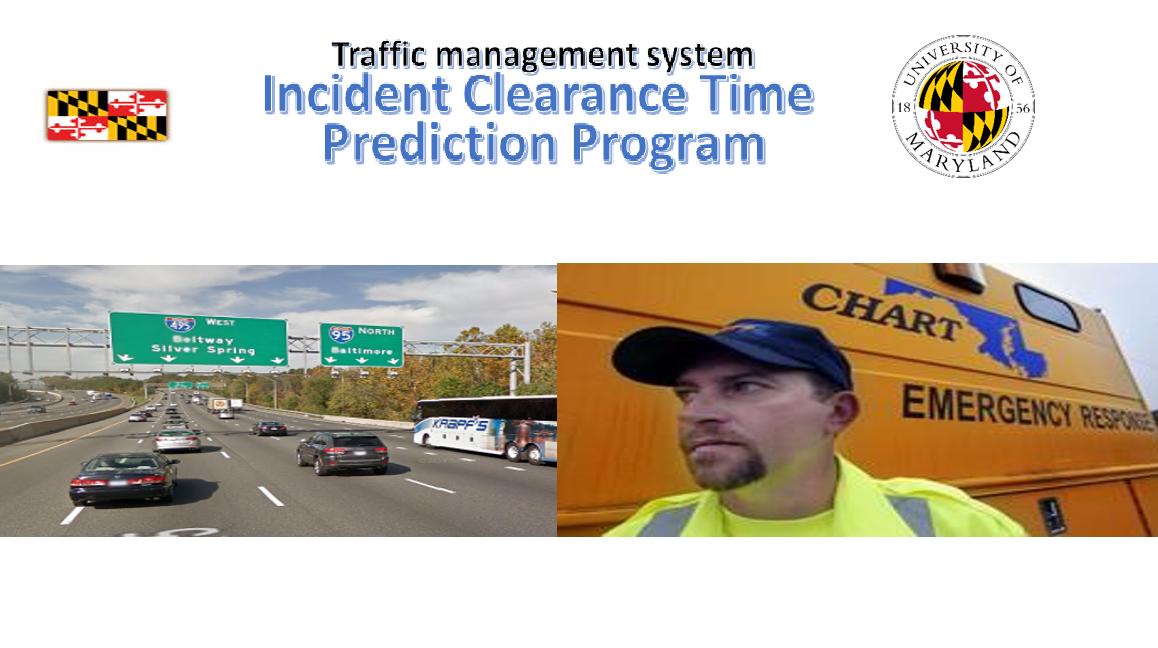 Traffic management system
Incident Clearance Time
Prediction Program
UNIVERSITY OF
18 56
MARYLAND
495 WEST
Beltway
Silver Spring
95 NORTH
Baltimore
KRAPF'S
CHART
EMERGENCY RESPONSE